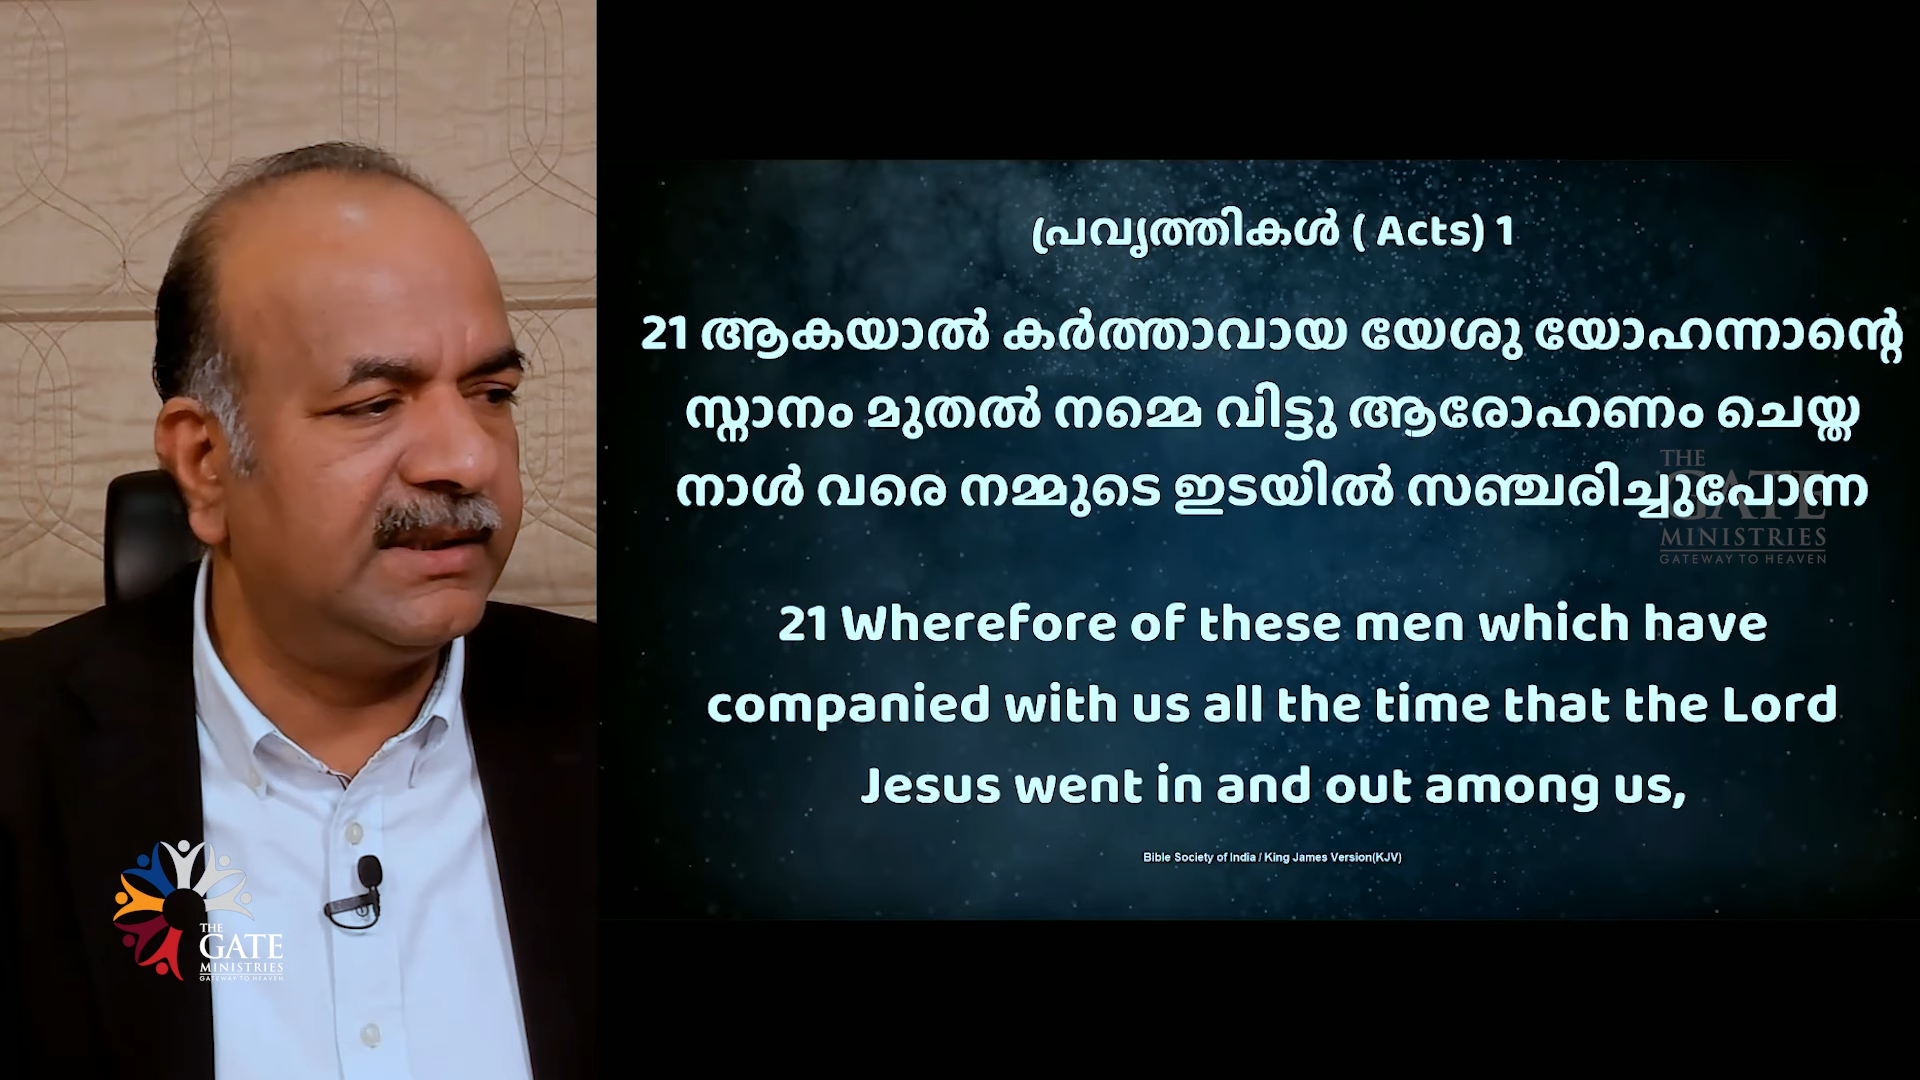 പ്രവൃത്തികൾ ( Acts) 1
21 ആകയാൽ കർത്താവായ യേശു യോഹന്നാന്റെ
സ്നാനം മുതൽ നമ്മെ വിട്ടു ആരോഹണം ചെയ്ത
നാൾ വരെ നമ്മുടെ ഇടയിൽ സഞ്ചരിച്ചുപോന്ന
THE
GATE
MINISTRIES
GATEWAY TO HEAVEN
21 Wherefore of these men which have
companied with us all the time that the Lord
Jesus went in and out among us,
Bible Society of India / King James Version(KJV)
THE
GATE
MINISTRIES
GATEWAY TO HEAVEN